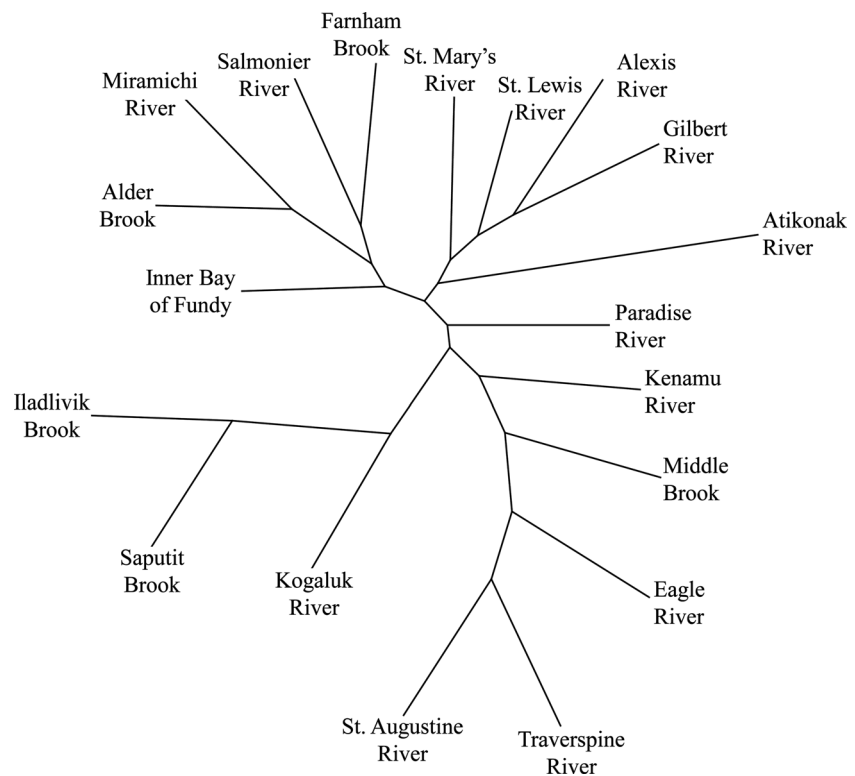 Farnham
Brook
St. Mary's
River
Salmonier
River
Alexis
River
Miramichi
River
St. Lewis
River
Gilbert
River
Alder
Brook
Atikonak
River
Inner Bay
of Fundy
Paradise
River
Kenamu
River
Iladlivik
Brook
Middle
Brook
Saputit
Brook
Kogaluk
River
Eagle
River
St. Augustine
River
Traverspine
River